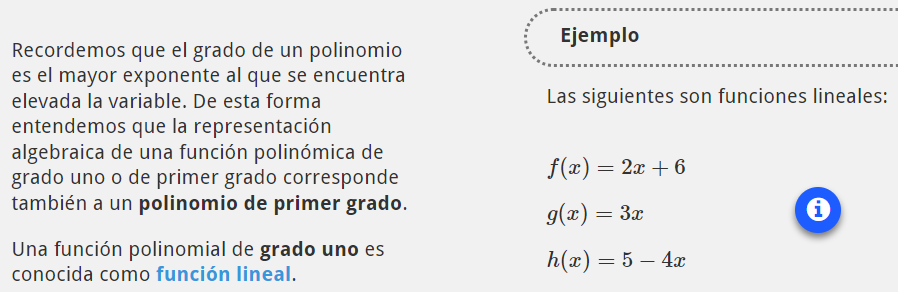 Recordemos que el grado de un polinomio
es el mayor exponente al que se encuentra
elevada la variable. De esta forma
entendemos que la representación
algebraica de una función polinómica de
grado uno o de primer grado corresponde
también a un polinomio de primer grado.
Una función polinomial de grado uno es
conocida como función lineal.
Ejemplo
Las siguientes son funciones lineales:
f(x) = 2x + 6
g(x) = 3x
h(x) = 5 − 4x